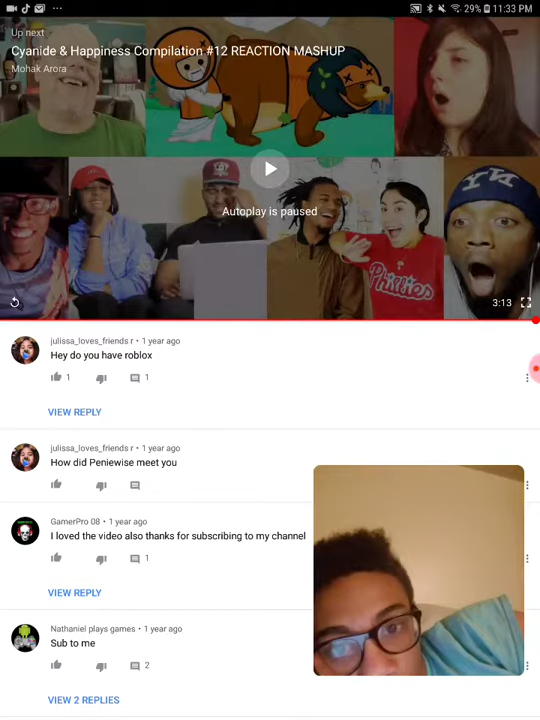 29% 11:33 PM
Up next
Cyanide & Happiness Compilation #12 REACTION MASHUP
Mohak Arora
NY
Phillies
Autoplay is paused
3:13
julissa_loves_friends r • 1 year ago
Hey do you have roblox
1 1
VIEW REPLY
julissa_loves_friends r • 1 year ago
How did Peniewise meet you
GamerPro 08 • 1 year ago
I loved the video also thanks for subscribing to my channel
1
VIEW REPLY
Nathaniel plays games • 1 year ago
Sub to me
2
VIEW 2 REPLIES